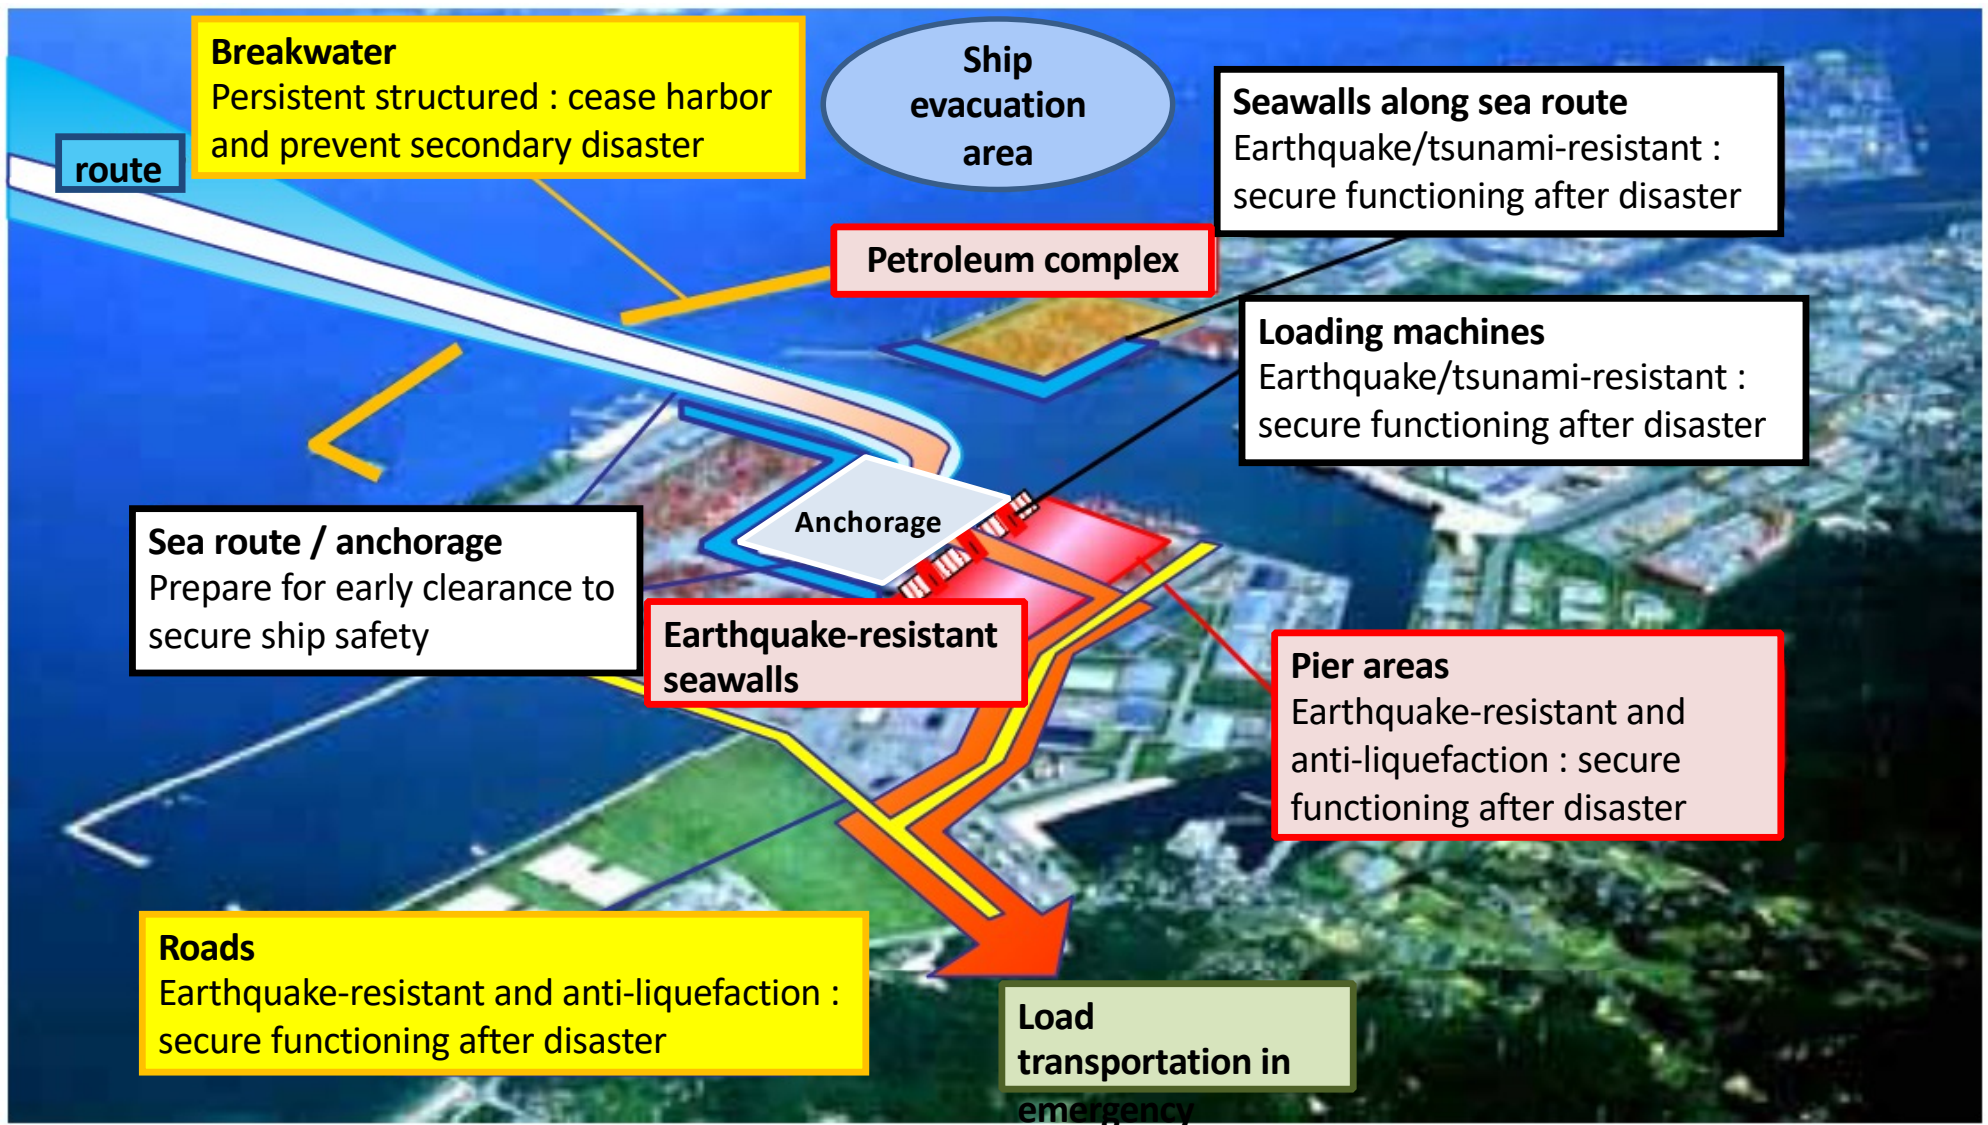 Breakwater
Persistent structured : cease harbor
and prevent secondary disaster
Ship
evacuation
area
Seawalls along sea route
Earthquake/tsunami-resistant :
secure functioning after disaster
route
Petroleum complex
Loading machines
Earthquake/tsunami-resistant :
secure functioning after disaster
Anchorage
Sea route / anchorage
Prepare for early clearance to
secure ship safety
Earthquake-resistant
seawalls
Pier areas
Earthquake-resistant and
anti-liquefaction : secure
functioning after disaster
Roads
Earthquake-resistant and anti-liquefaction :
secure functioning after disaster
Load
transportation in
emergency